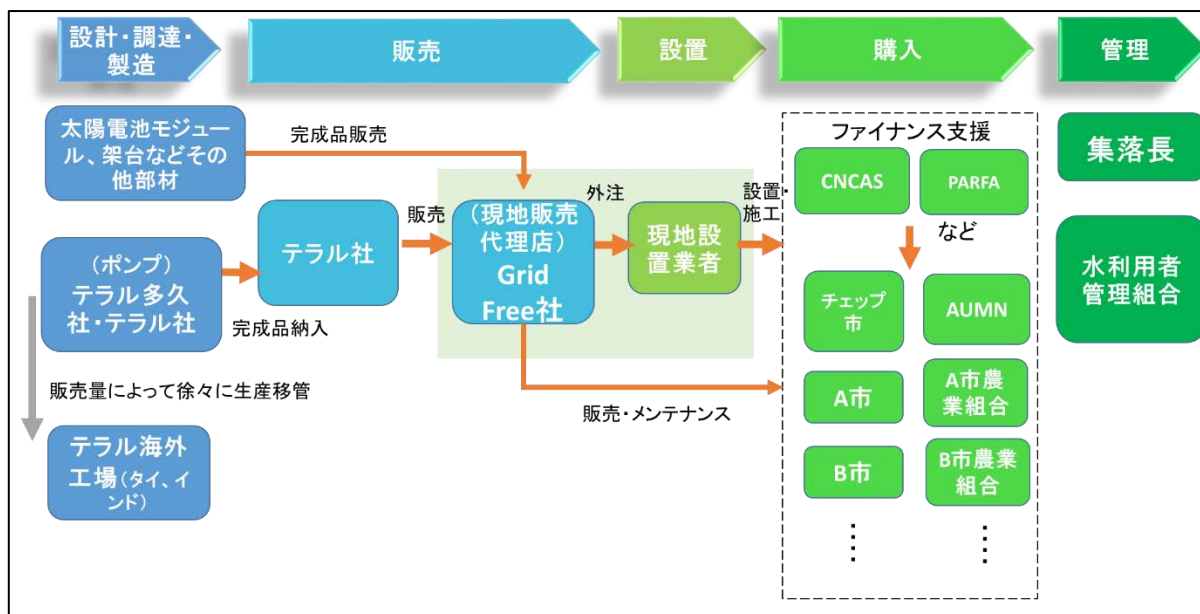 設計・調達・
製造
販売
設置
購入
管理
太陽電池モジュー
ル、架台などその
他部材
完成品販売
(ポンプ)
テラル多久
社・テラル社
完成品納入
テラル社
販売
(現地販売
代理店)
Grid
Free社
外注
現地設
置業者
設置・
施工
販売・メンテナンス
販売量によって徐々に生産移管
テラル海外
工場(タイ、イ
ンド)
ファイナンス支援
CNCAS
PARFA
など
チェップ
市
AUMN
A市
A市農
業組合
B市
B市農業
組合
⋮
⋮
集落長
水利用者
管理組合